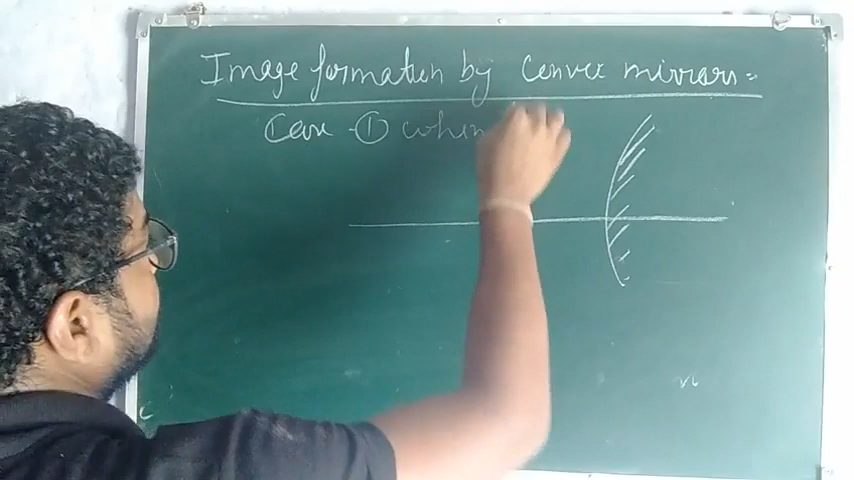 Image formation by Convex mirrors =
Case - ① when